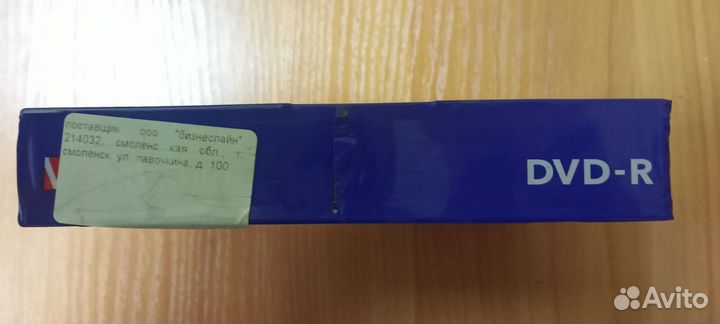 поставщик: ооо "бизнеслайн"
214032, смоленс кая обл., г.
смоленск, ул. лавочкина, д. 100
DVD-R
Avito